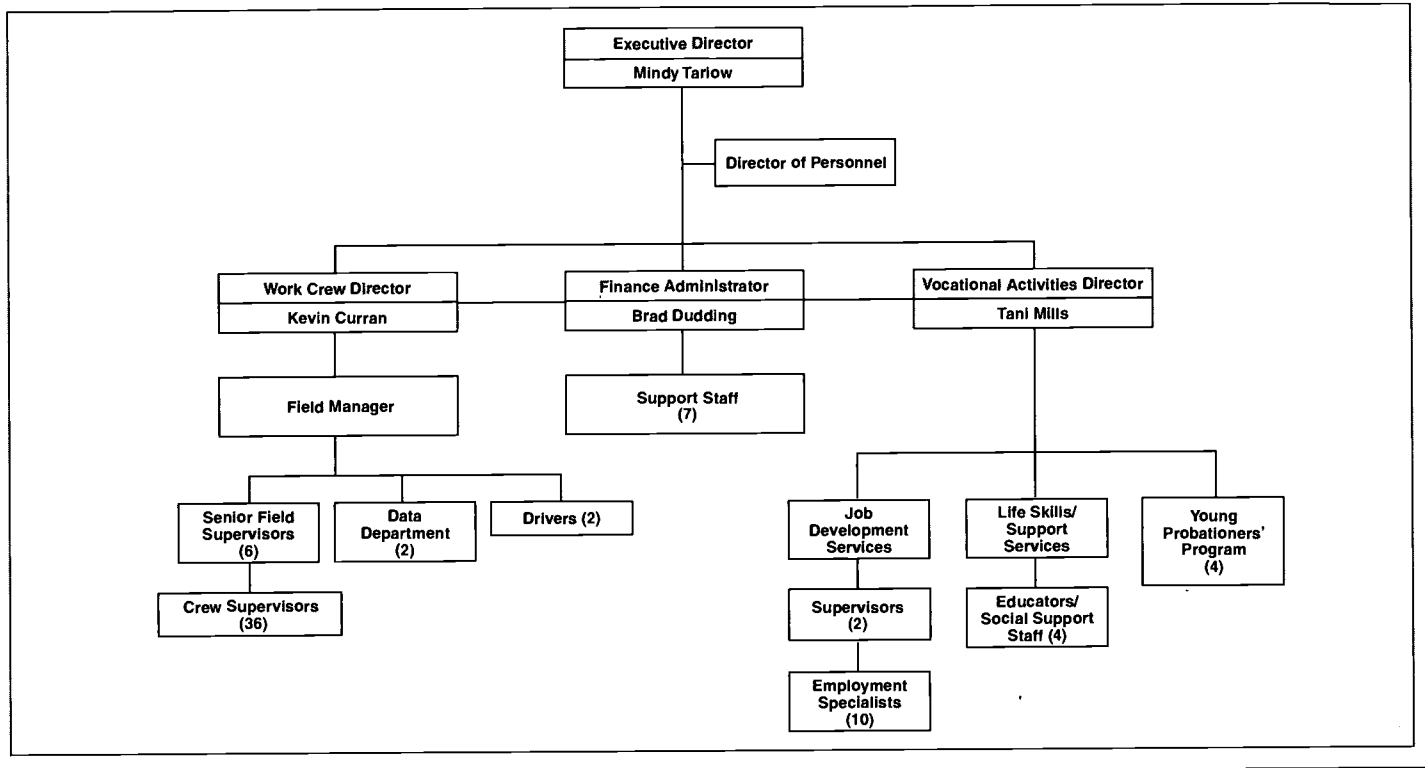 Executive Director
Mindy Tarlow
Director of Personnel
Work Crew Director
Kevin Curran
Finance Administrator
Brad Dudding
Vocational Activities Director
Tani Mills
Field Manager
Support Staff
(7)
Senior Field
Supervisors
(6)
Data
Department
(2)
Drivers (2)
Crew Supervisors
(36)
Job
Development
Services
Life Skills/
Support
Services
Young
Probationers'
Program
(4)
Supervisors
(2)
Educators/
Social Support
Staff (4)
Employment
Specialists
(10)